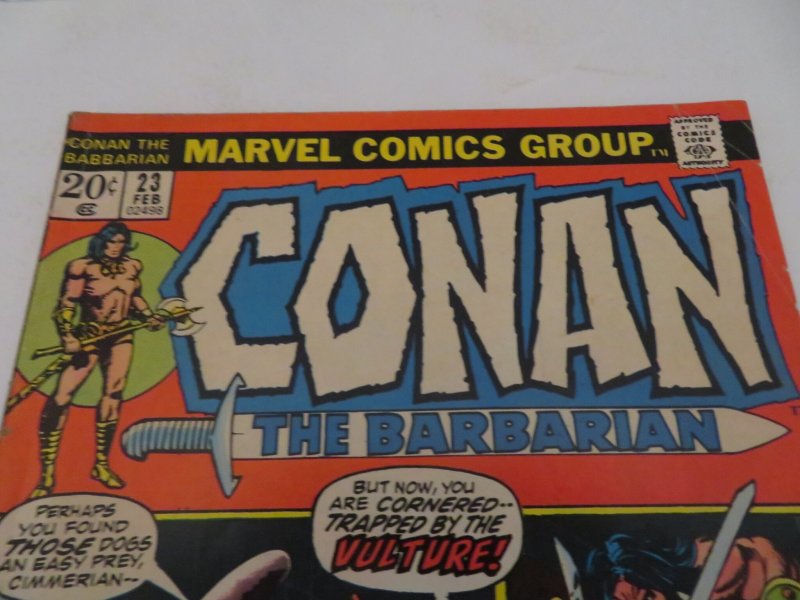 CONAN THE
BARBARIAN
MARVEL COMICS GROUP TM
APPROVED
BY THE
COMICS
CODE
AUTHORITY
20¢
23
FEB
02498
CONAN
THE BARBARIAN
PERHAPS
YOU FOUND
THOSE DOGS
AN EASY PREY,
CIMMERIAN--
BUT NOW, YOU
ARE CORNERED--
TRAPPED BY THE
VULTURE!